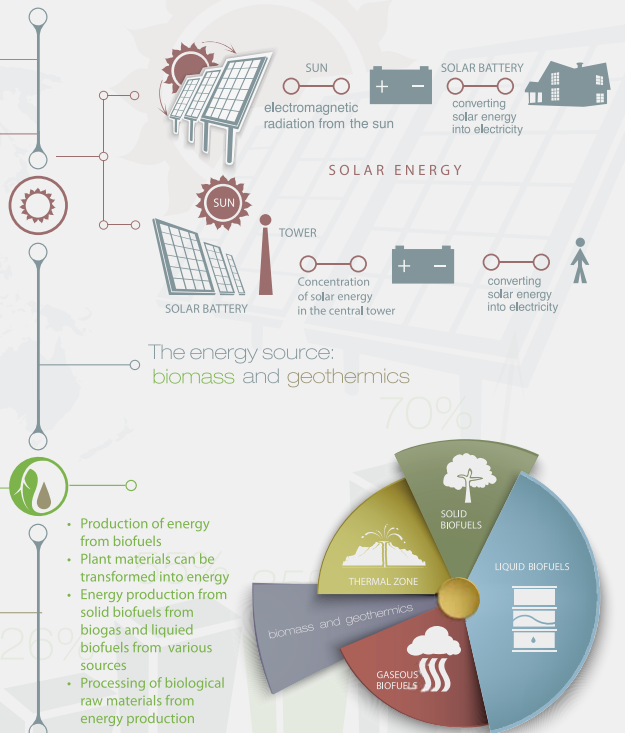 SUN
SOLAR BATTERY
+ −
electromagnetic
radiation from the sun
converting
solar energy
into electricity
SOLAR ENERGY
SUN
TOWER
+ −
SOLAR BATTERY
Concentration
of solar energy
in the central tower
converting
solar energy
into electricity
The energy source:
biomass and geothermics
70%
• Production of energy
from biofuels
• Plant materials can be
transformed into energy
• Energy production from
solid biofuels from
biogas and liquied
biofuels from various
sources
• Processing of biological
raw materials from
energy production
26%
SOLID
BIOFUELS
LIQUID BIOFUELS
THERMAL ZONE
biomass and geothermics
GASEOUS
BIOFUELS